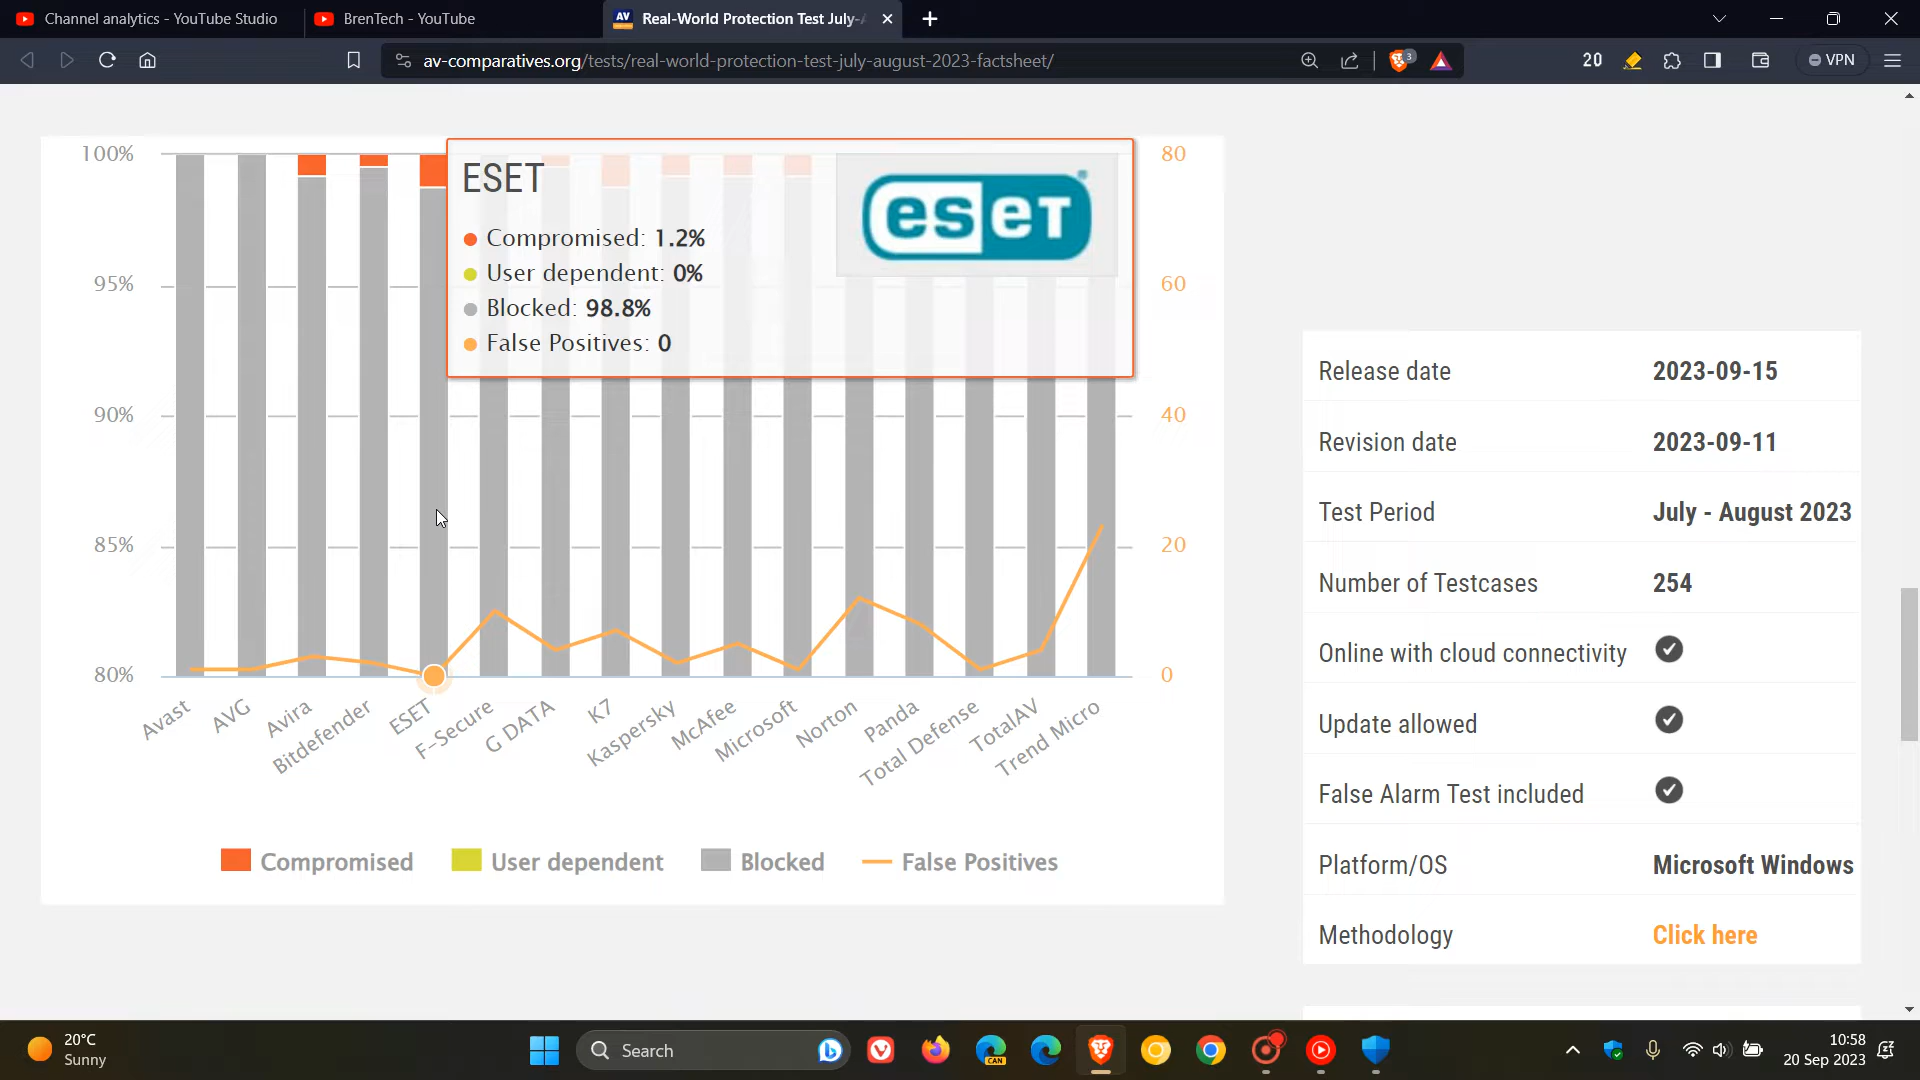 Channel analytics - YouTube Studio
BrenTech - YouTube
AV
Real-World Protection Test July-A
av-comparatives.org/tests/real-world-protection-test-july-august-2023-factsheet/
3
20
VPN
100%
95%
90%
85%
80%
80
60
40
20
0
ESET
Compromised: 1.2%
User dependent: 0%
Blocked: 98.8%
False Positives: 0
eseT
Avast
AVG
Avira
Bitdefender
ESET
F-Secure
G DATA
K7
Kaspersky
McAfee
Microsoft
Norton
Panda
Total Defense
TotalAV
Trend Micro
Compromised
User dependent
Blocked
False Positives
Release date 2023-09-15
Revision date 2023-09-11
Test Period July - August 2023
Number of Testcases 254
Online with cloud connectivity
Update allowed
False Alarm Test included
Platform/OS Microsoft Windows
Methodology Click here
20°C
Sunny
Search
CAN
10:58
20 Sep 2023